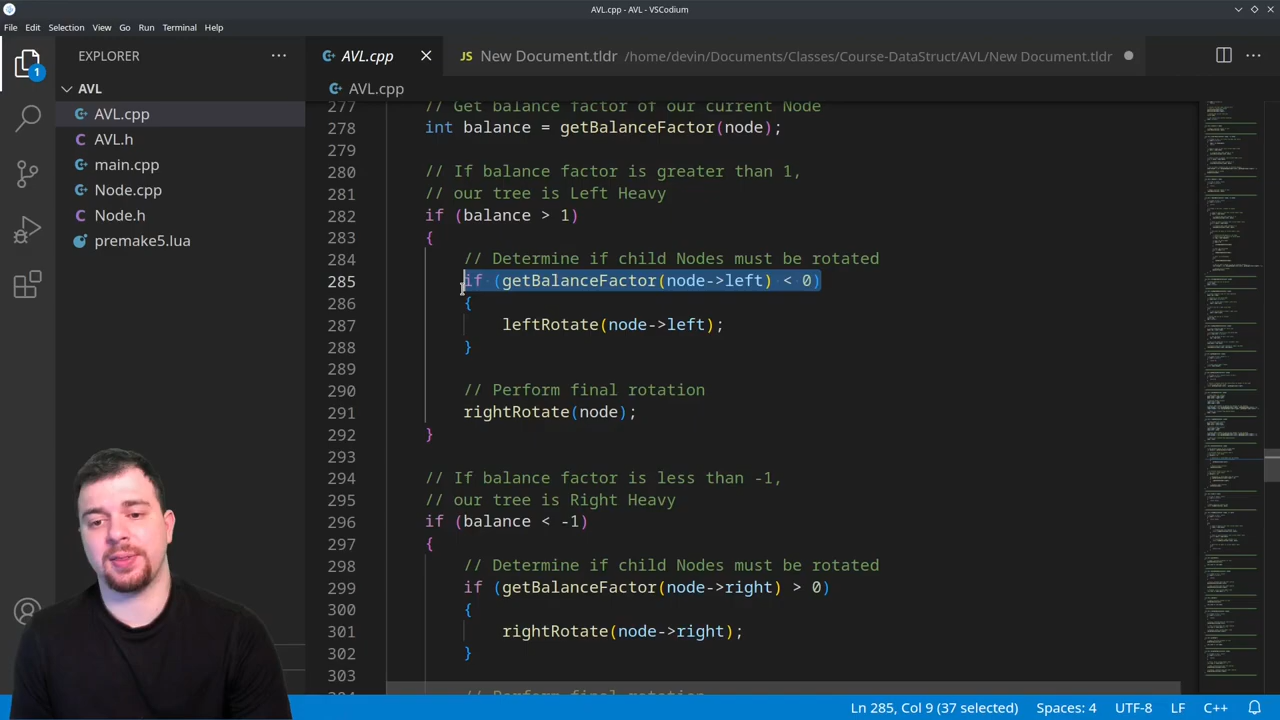 AVL.cpp - AVL - VSCodium
File Edit Selection View Go Run Terminal Help
EXPLORER
AVL.cpp
JS New Document.tldr /home/devin/Documents/Classes/Course-DataStruct/AVL/New Document.tldr
1
AVL
AVL.cpp
AVL.h
main.cpp
Node.cpp
Node.h
premake5.lua
AVL.cpp
277 // Get balance factor of our current Node
278 int balance = getBalanceFactor(node);
279
280 // If balance factor is greater than 1,
281 // our tree is Left Heavy
282 if (balance > 1)
283 {
284 // Determine if child Nodes must be rotated
285 if (getBalanceFactor(node->left) 0)
286 {
287 leftRotate(node->left);
288 }
289
290 // Perform final rotation
291 rightRotate(node);
292 }
293
294 // If balance factor is less than -1,
295 // our tree is Right Heavy
296 if (balance < -1)
297 {
298 // Determine if child Nodes must be rotated
299 if (getBalanceFactor(node->right) > 0)
300 {
301 rightRotate(node->right);
302 }
303
304 // Perform final rotation
Ln 285, Col 9 (37 selected) Spaces: 4 UTF-8 LF C++